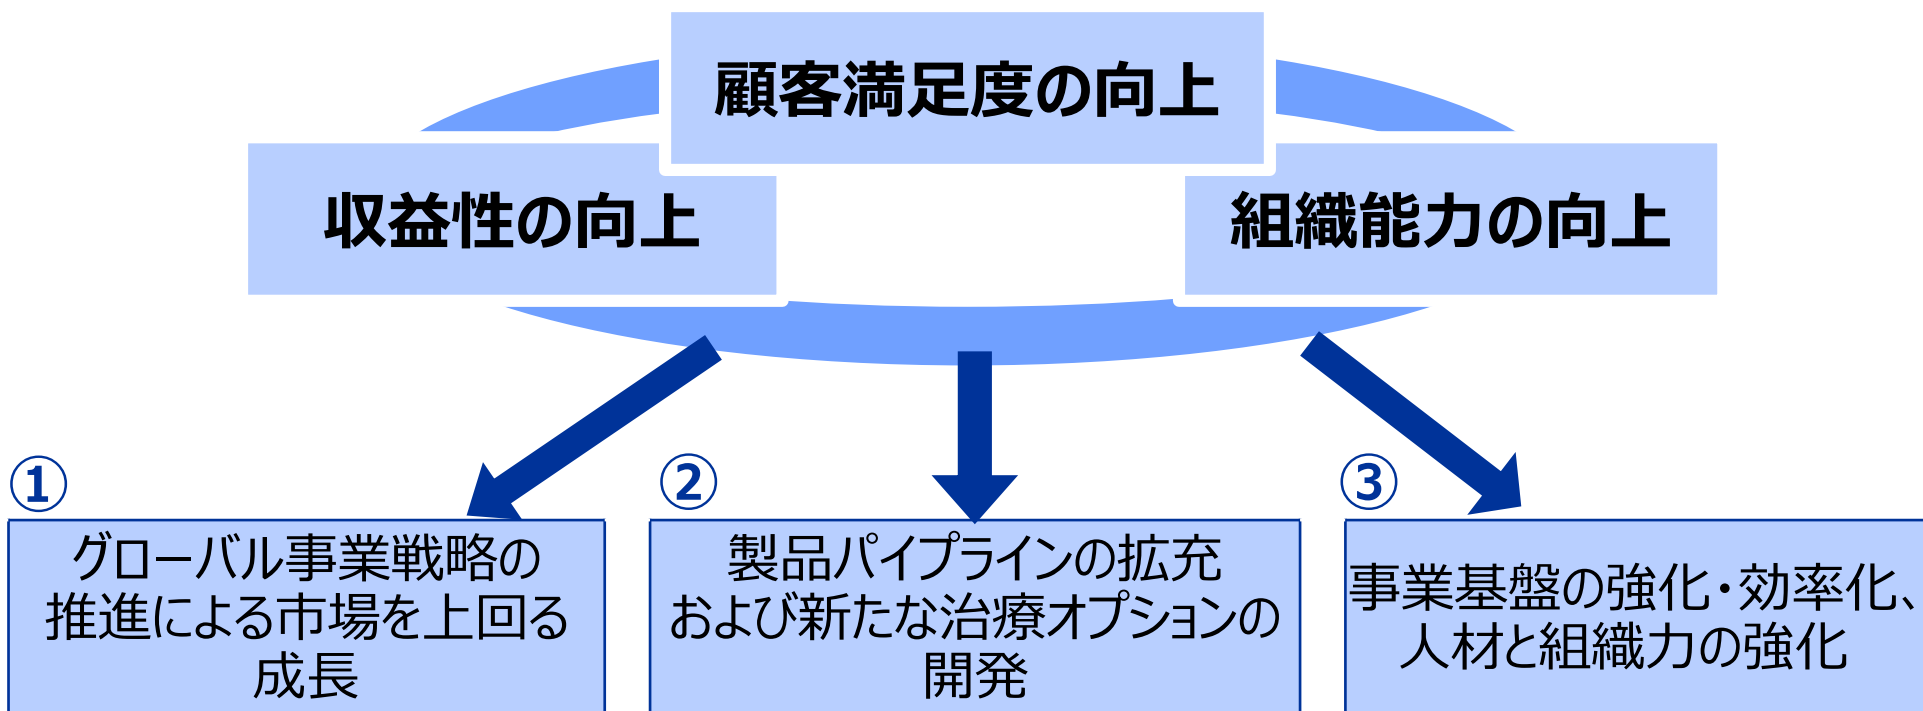 顧客満足度の向上
収益性の向上
組織能力の向上
①
グローバル事業戦略の
推進による市場を上回る
成長
②
製品パイプラインの拡充
および新たな治療オプションの
開発
③
事業基盤の強化・効率化、
人材と組織力の強化